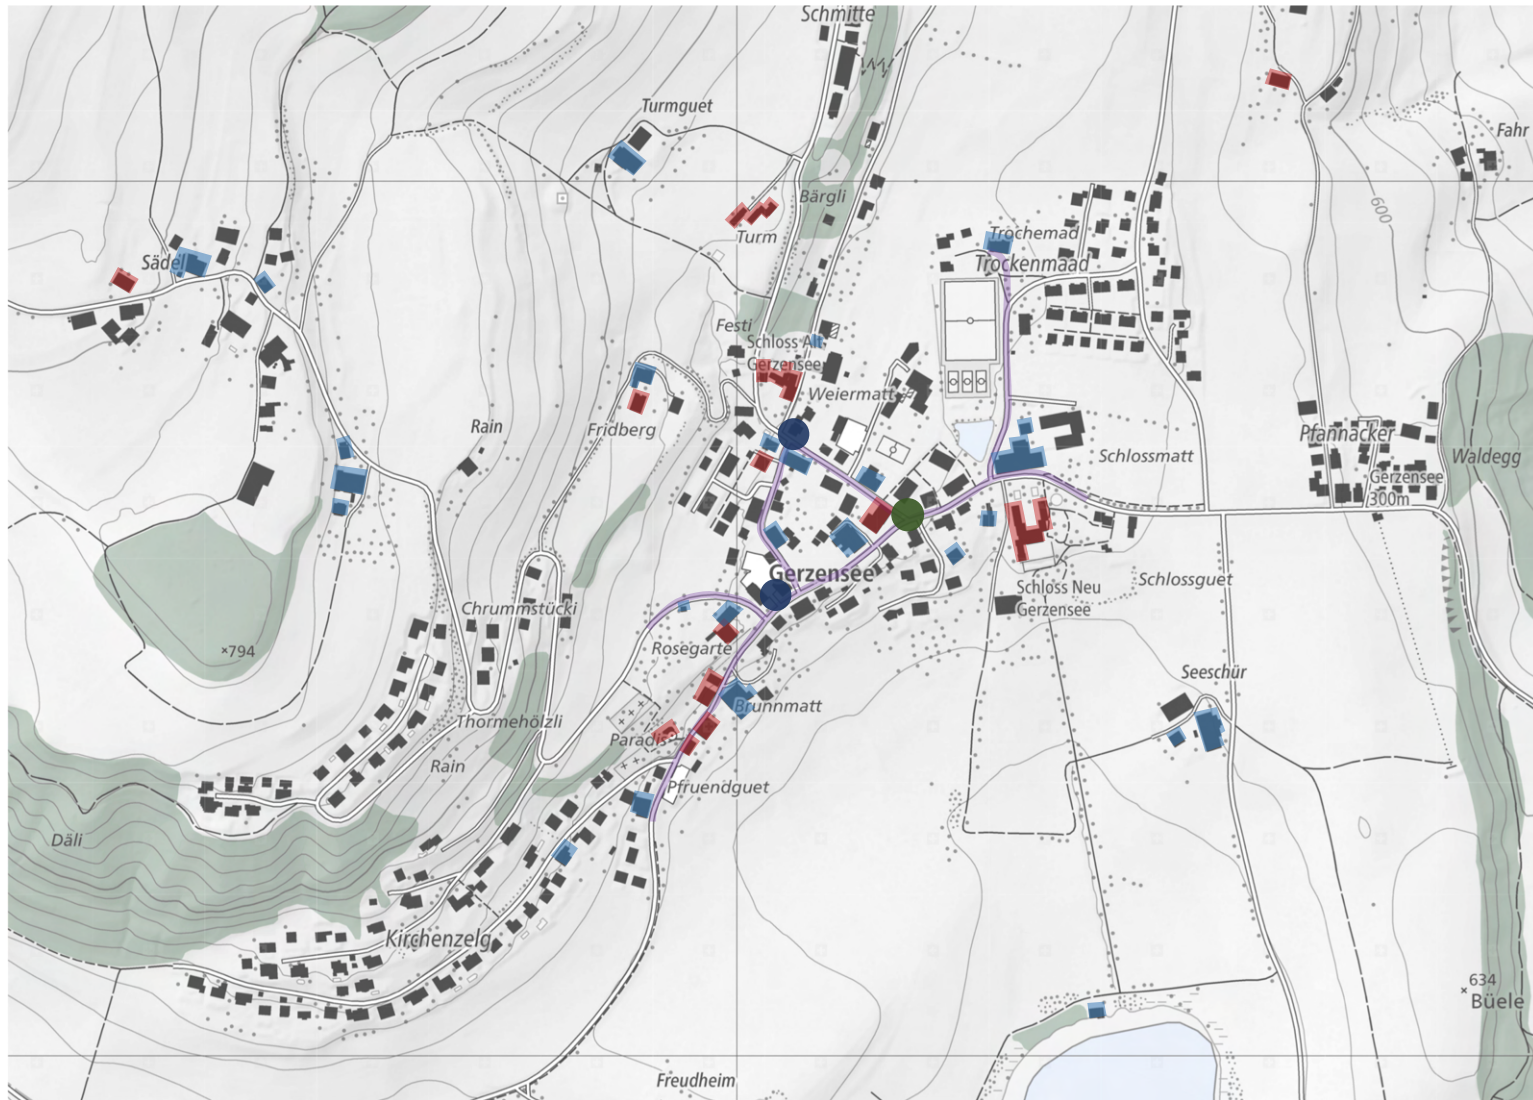 Schmitte
Turmguet
Fahr
Bärgli
600
Turm
Trochemad
Sädel
Trockenmaad
Festi
Schloss Alt
Gerzensee
Weiermatt
Rain
Fridberg
Pfannacker
Schlossmatt
Waldegg
Gerzensee
300m
Gerzensee
Schlossguet
Schloss Neu
Gerzensee
Chrummstücki
Rosegarte
794
Seeschür
Thormehölzli
Brunnmatt
Paradis
Rain
Pfruendguet
Däli
Kirchenzelg
634
Büele
Freudheim